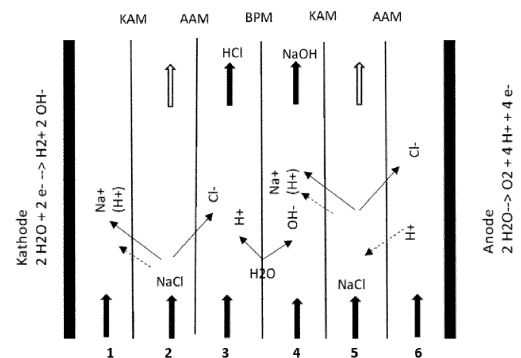 KAM AAM BPM KAM AAM
HCl NaOH
Kathode
2 H2O + 2 e- --> H2+ 2 OH-
Na+
(H+)
Cl-
H+
OH-
Na+
(H+)
Cl-
H+
NaCl
H2O
NaCl
Anode
2 H2O--> O2 + 4 H+ + 4 e-
1 2 3 4 5 6